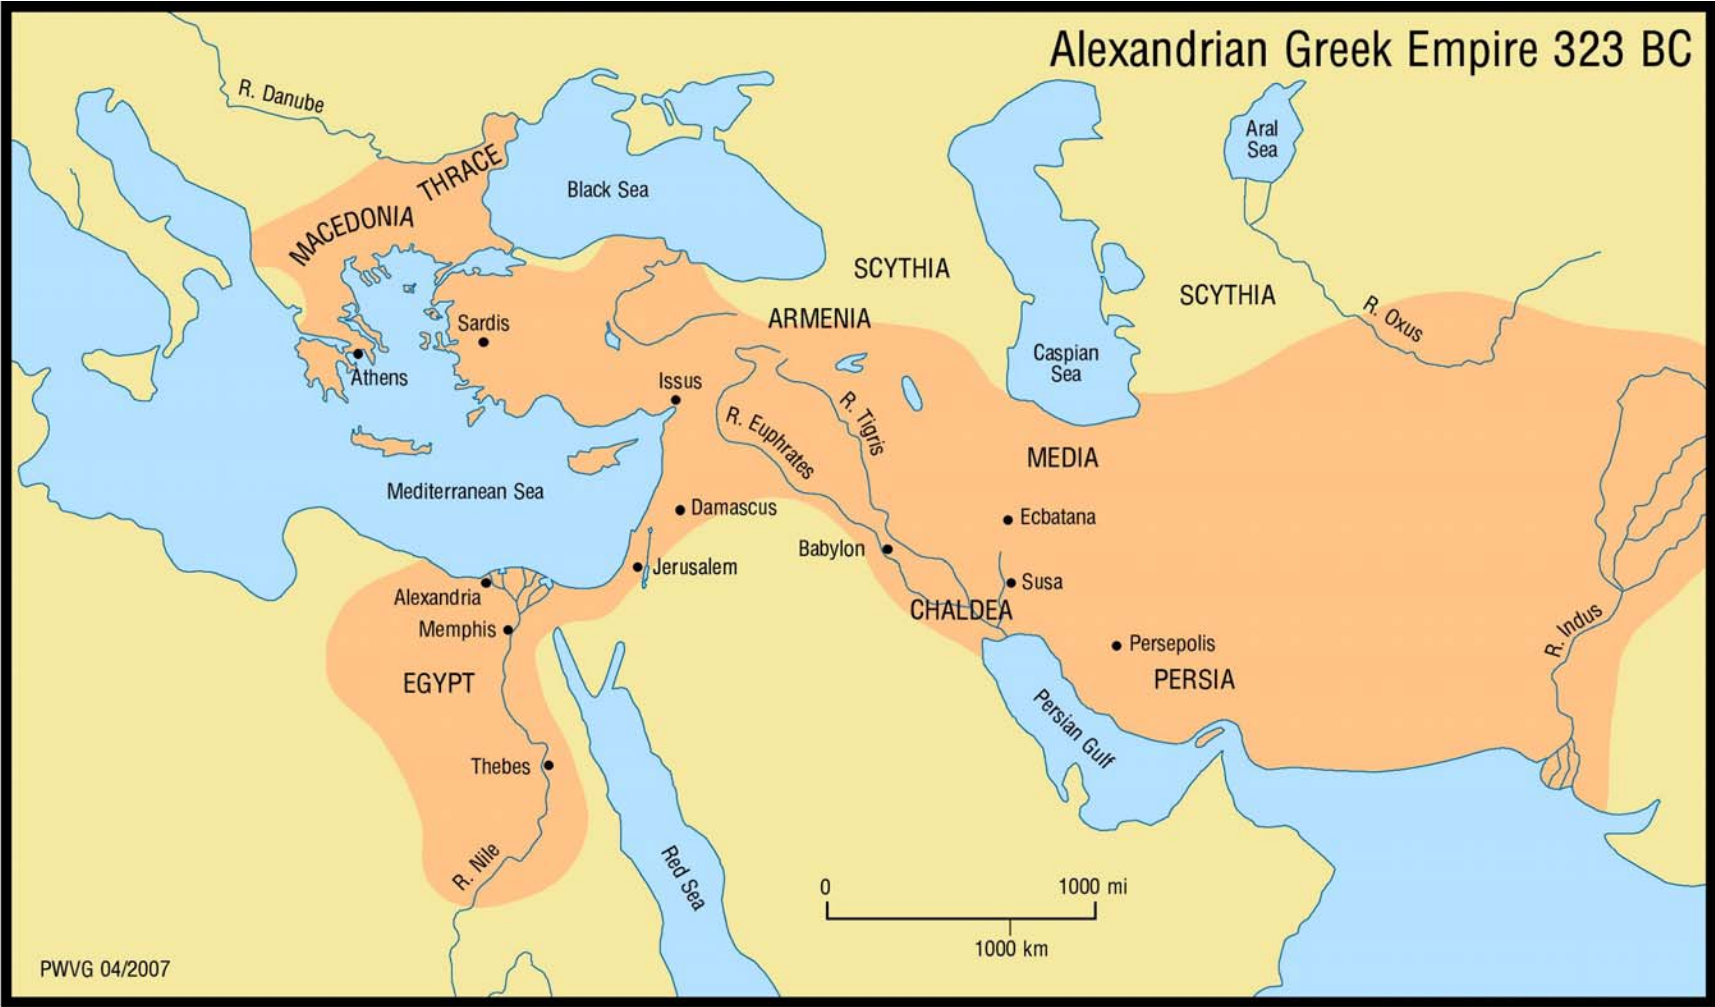 Alexandrian Greek Empire 323 BC
R. Danube
THRACE
MACEDONIA
Black Sea
Aral
Sea
SCYTHIA
SCYTHIA
R. Oxus
ARMENIA
Sardis
Caspian
Sea
Athens
Issus
R. Euphrates
R. Tigris
MEDIA
Mediterranean Sea
Damascus
Ecbatana
Babylon
Jerusalem
Susa
Alexandria
CHALDEA
Memphis
Persepolis
R. Indus
EGYPT
PERSIA
Persian Gulf
Thebes
R. Nile
Red Sea
0
1000 mi
1000 km
PWVG 04/2007